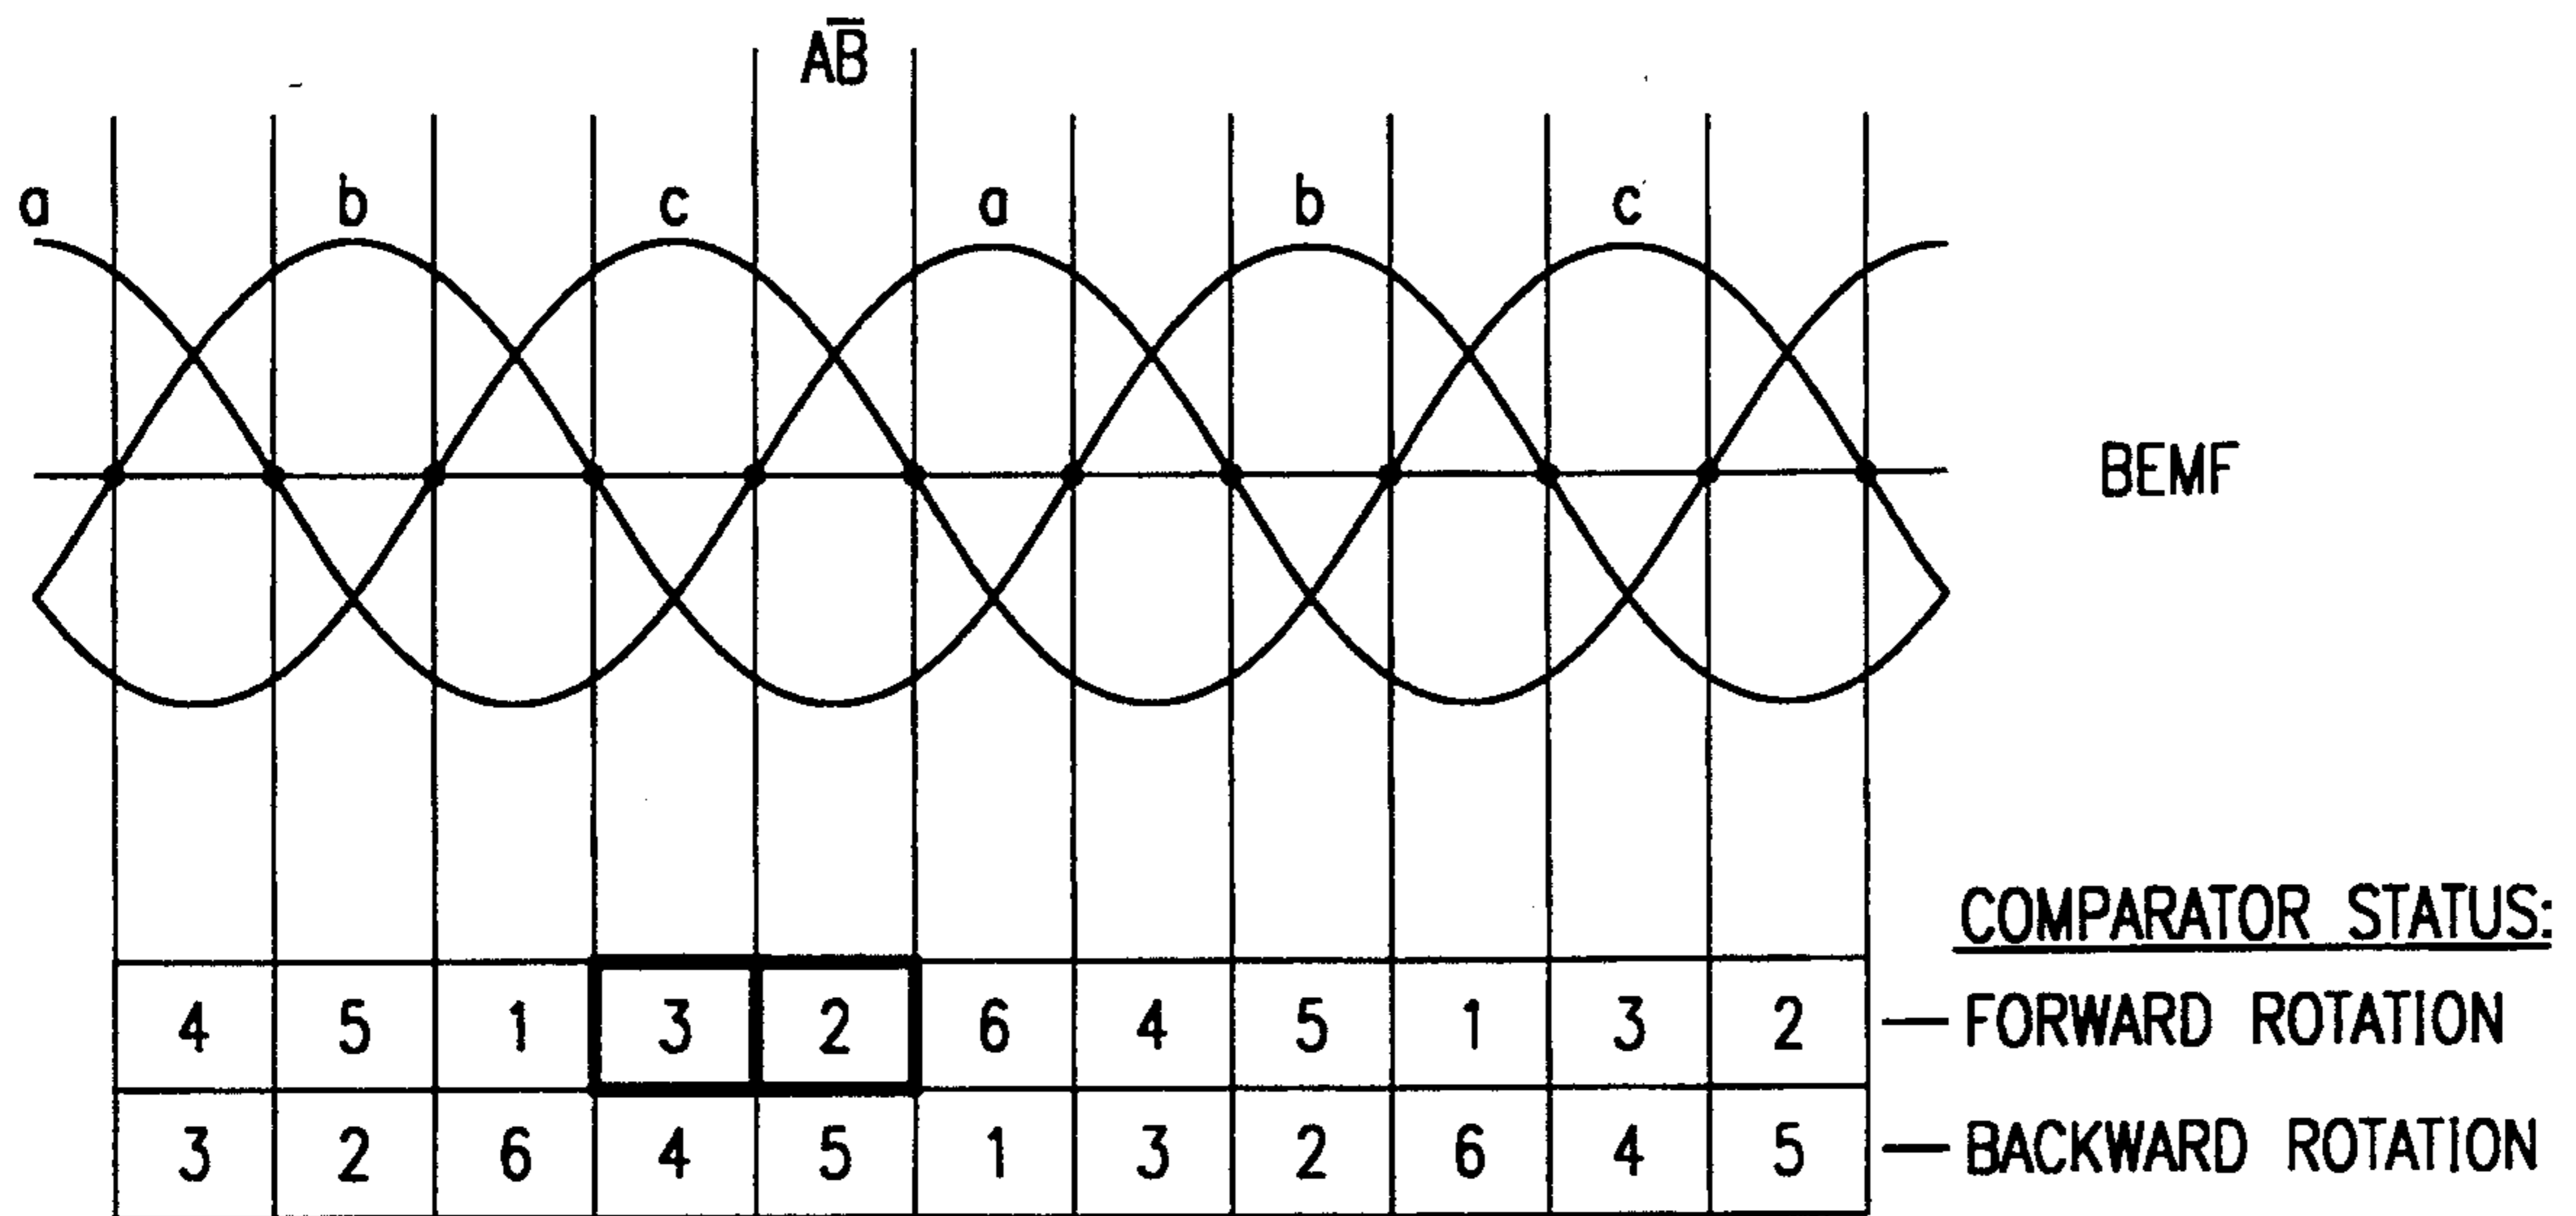 AB̅
a b c a b c
BEMF
COMPARATOR STATUS:
4 5 1 3 2 6 4 5 1 3 2 — FORWARD ROTATION
3 2 6 4 5 1 3 2 6 4 5 — BACKWARD ROTATION